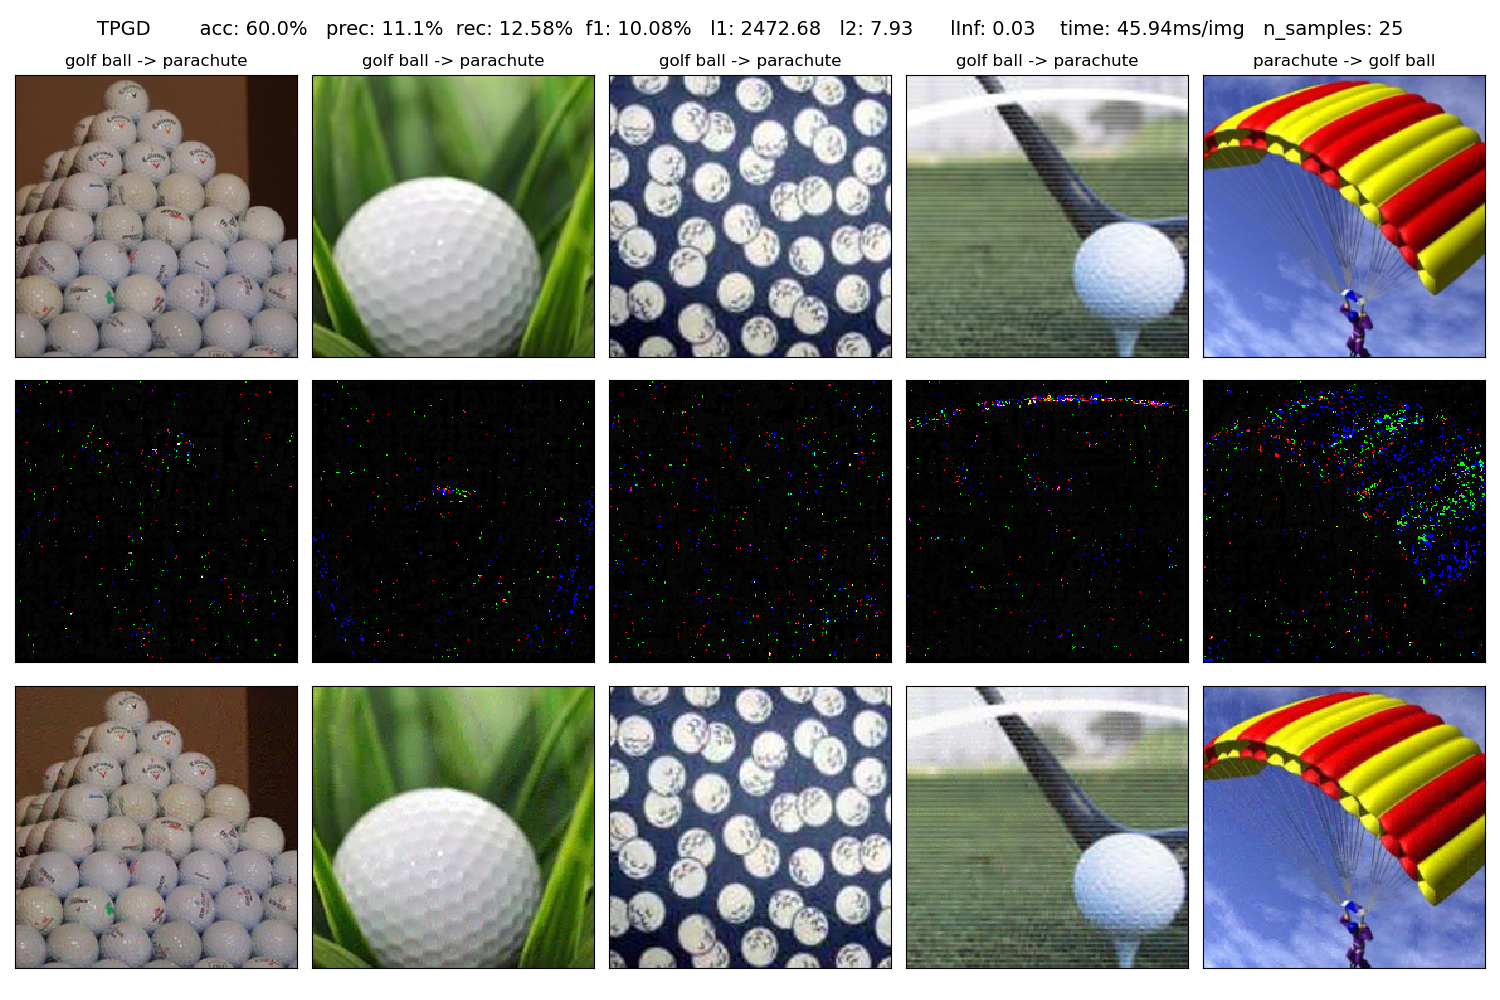 TPGD acc: 60.0% prec: 11.1% rec: 12.58% f1: 10.08% l1: 2472.68 l2: 7.93 lInf: 0.03 time: 45.94ms/img n_samples: 25
golf ball -> parachute golf ball -> parachute golf ball -> parachute golf ball -> parachute parachute -> golf ball